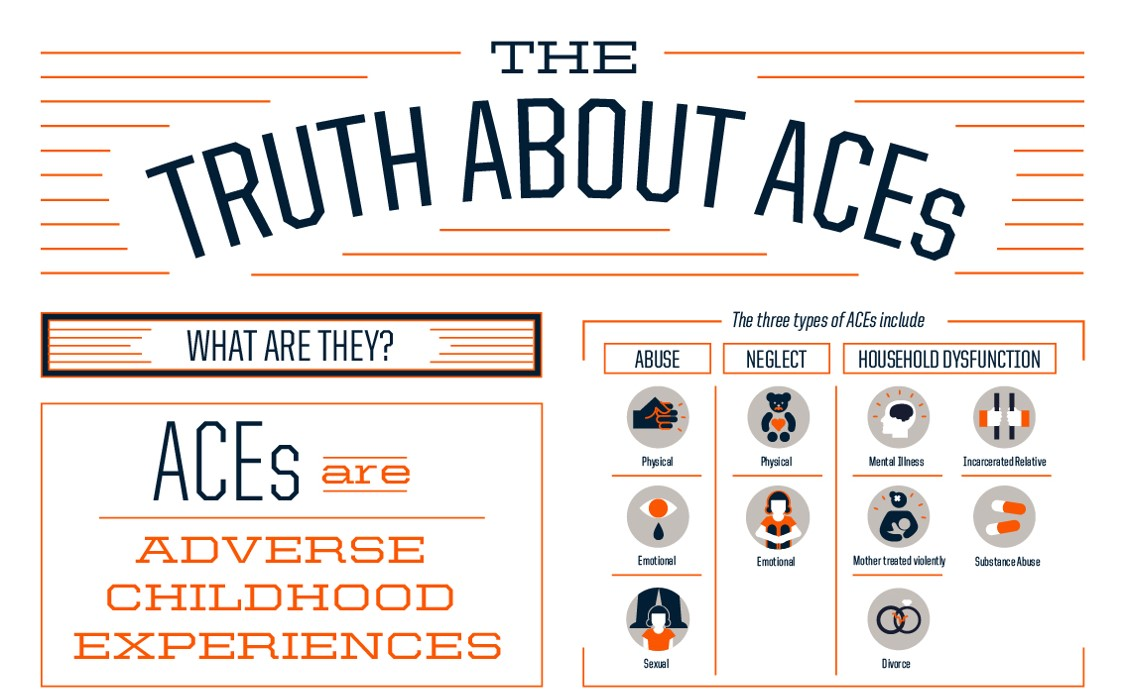 THE
TRUTH ABOUT ACEs
WHAT ARE THEY?
ACEs are
ADVERSE
CHILDHOOD
EXPERIENCES
The three types of ACEs include
ABUSE
Physical
Emotional
Sexual
NEGLECT
Physical
Emotional
HOUSEHOLD DYSFUNCTION
Mental Illness
Incarcerated Relative
Mother treated violently
Substance Abuse
Divorce